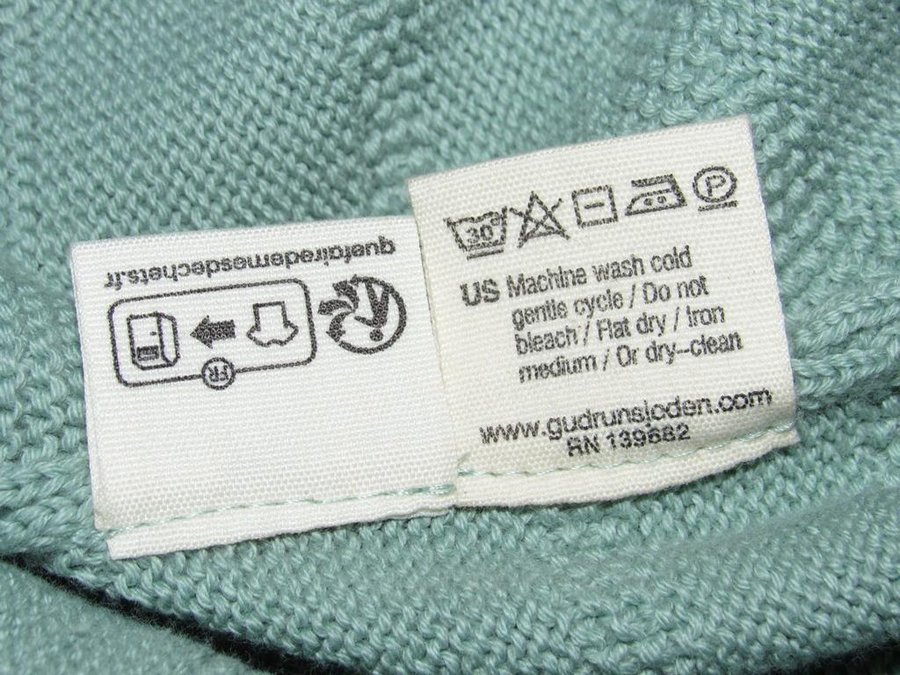 quefairedemesdechets.fr
FR
30°
P
US Machine wash cold
gentle cycle / Do not
bleach / Flat dry / Iron
medium / Or dry-clean
www.gudrunsjoden.com
RN 139682